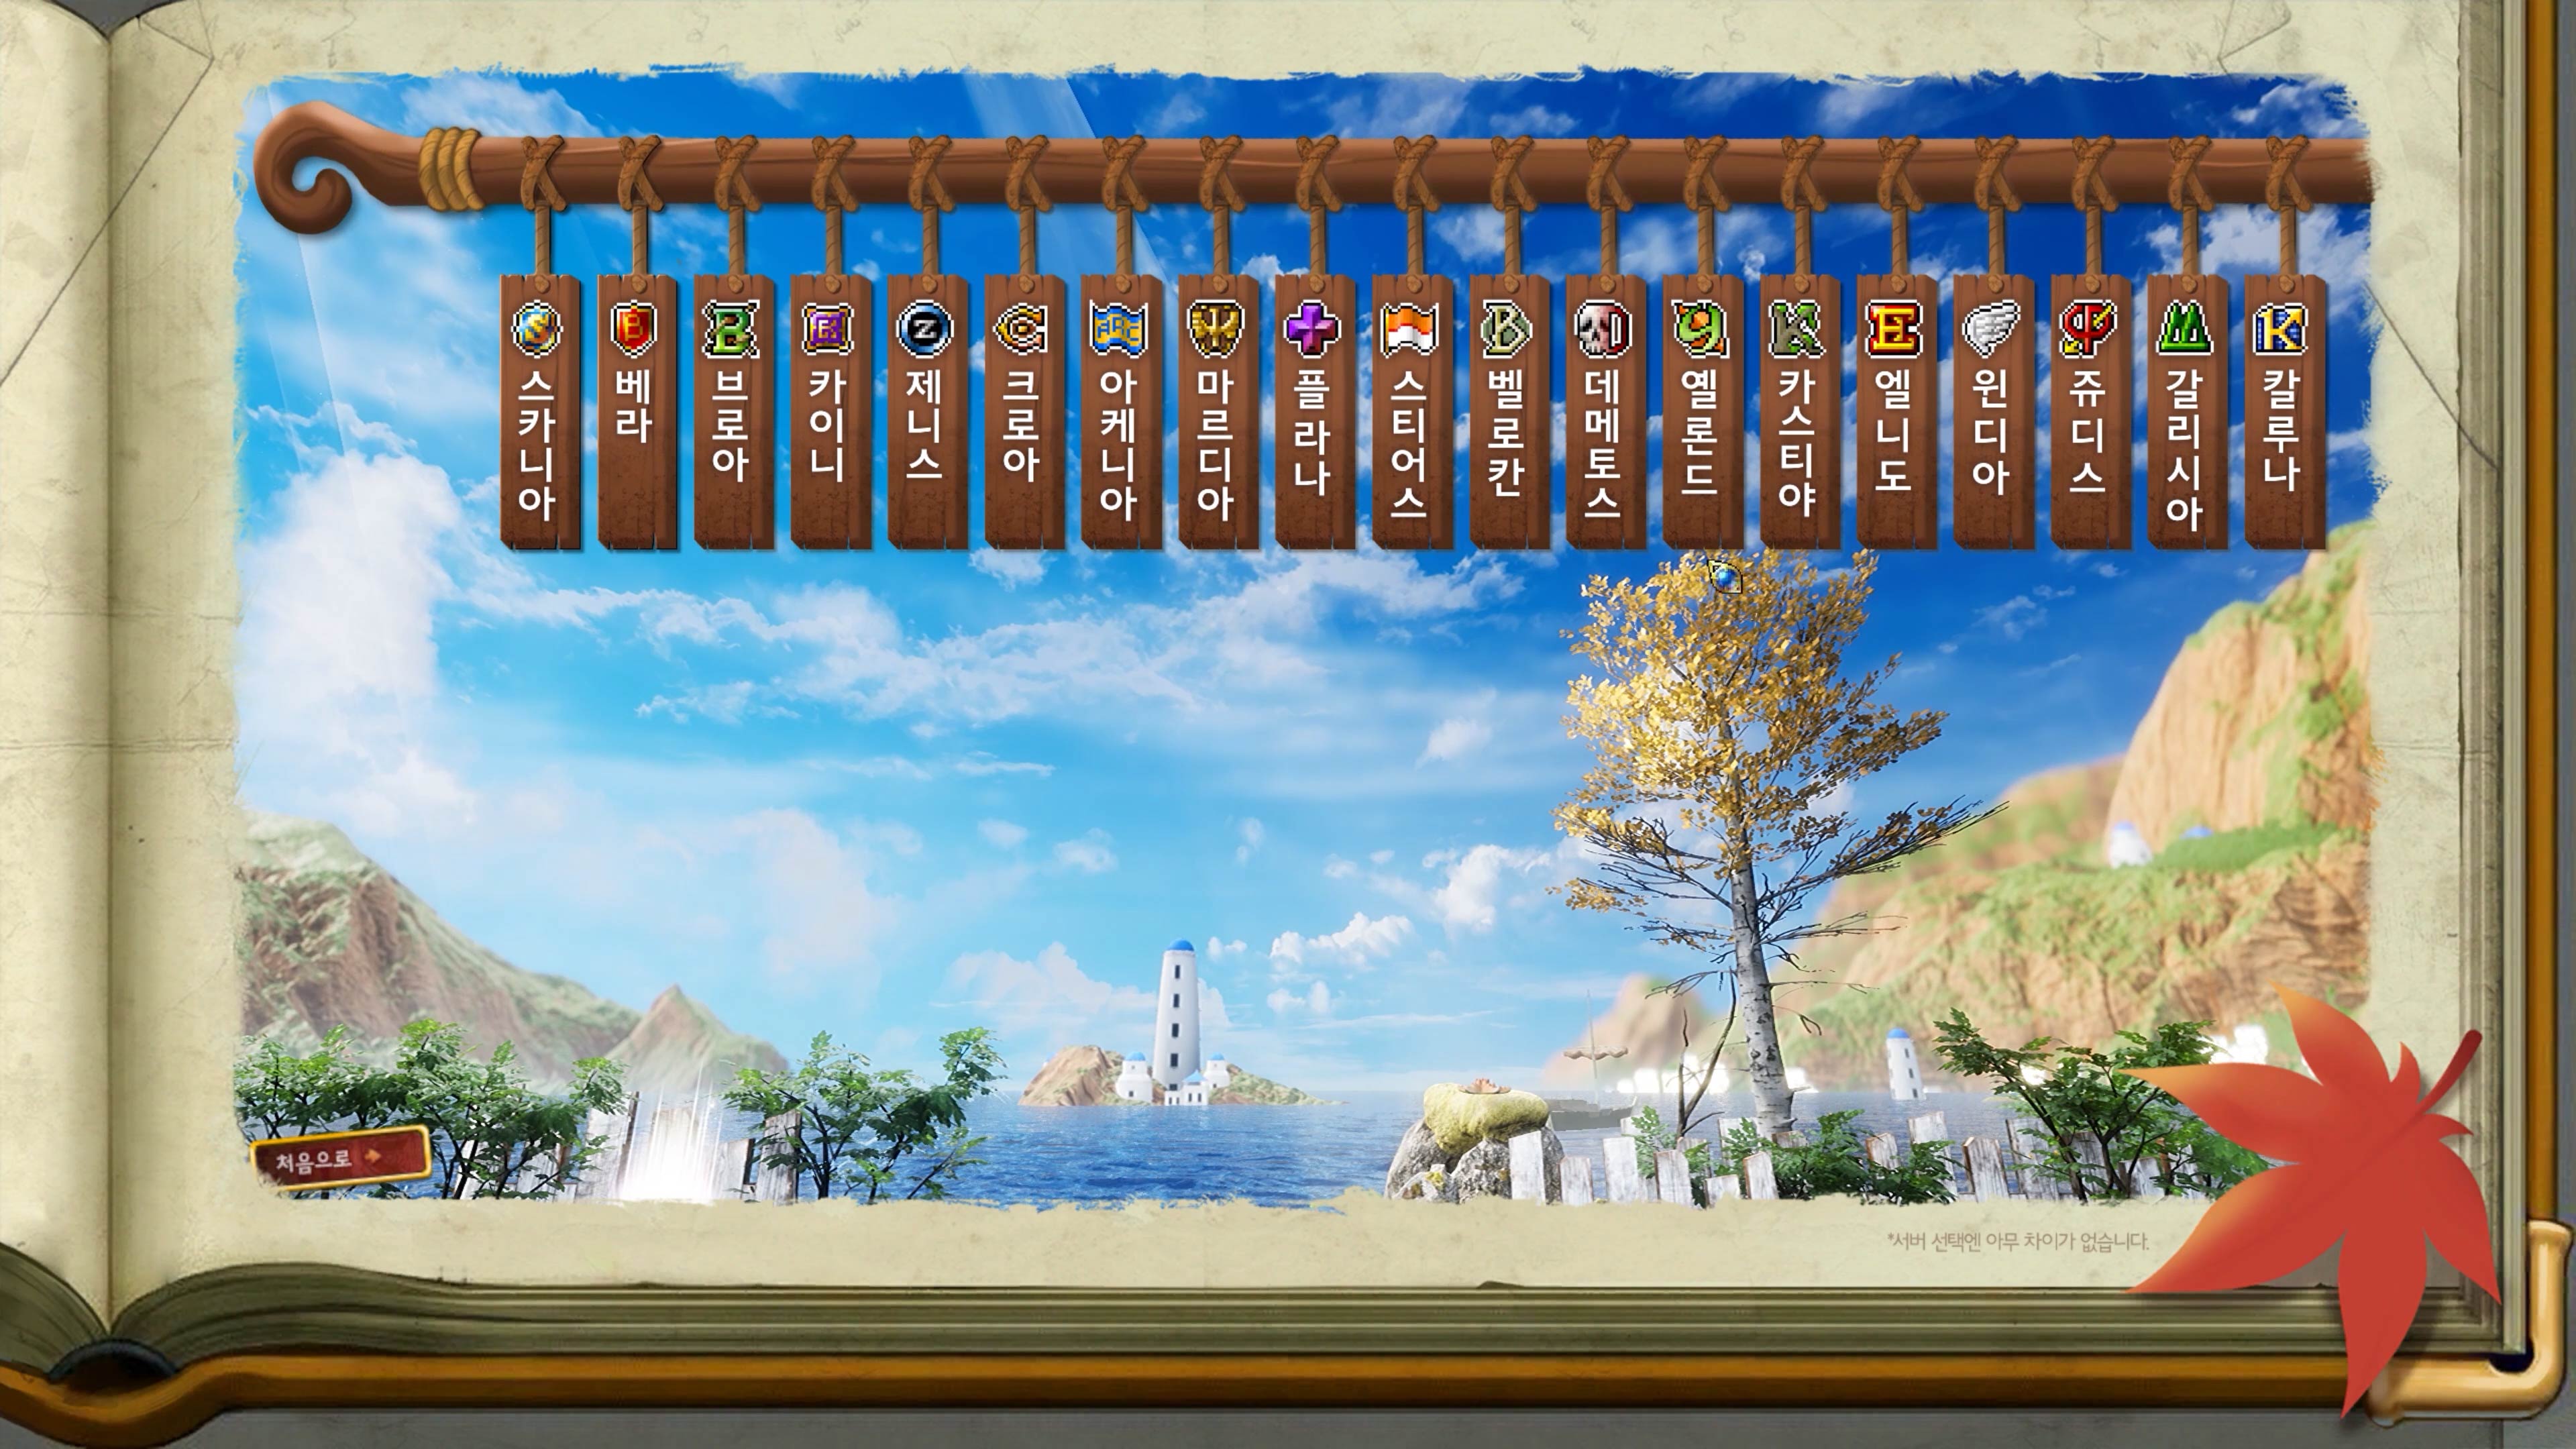 스카니아
베라
브로아
카이니
제니스
크로아
아케니아
마르디아
플라나
스티어스
벨로칸
데메토스
옐론드
카스티야
엘니도
윈디아
쥬디스
갈리시아
칼루나
처음으로
*서버 선택엔 아무 차이가 없습니다.